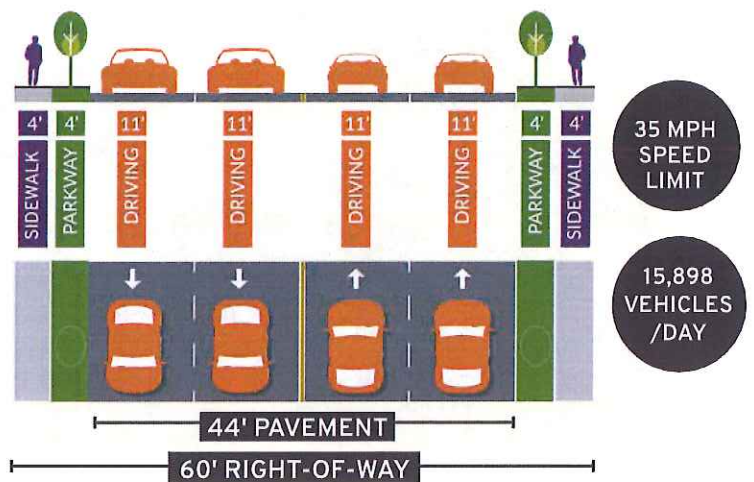 4' 4' 11' 11' 11' 11' 4' 4'
SIDEWALK PARKWAY DRIVING DRIVING DRIVING DRIVING PARKWAY SIDEWALK
35 MPH
SPEED
LIMIT
15,898
VEHICLES
/DAY
44' PAVEMENT
60' RIGHT-OF-WAY